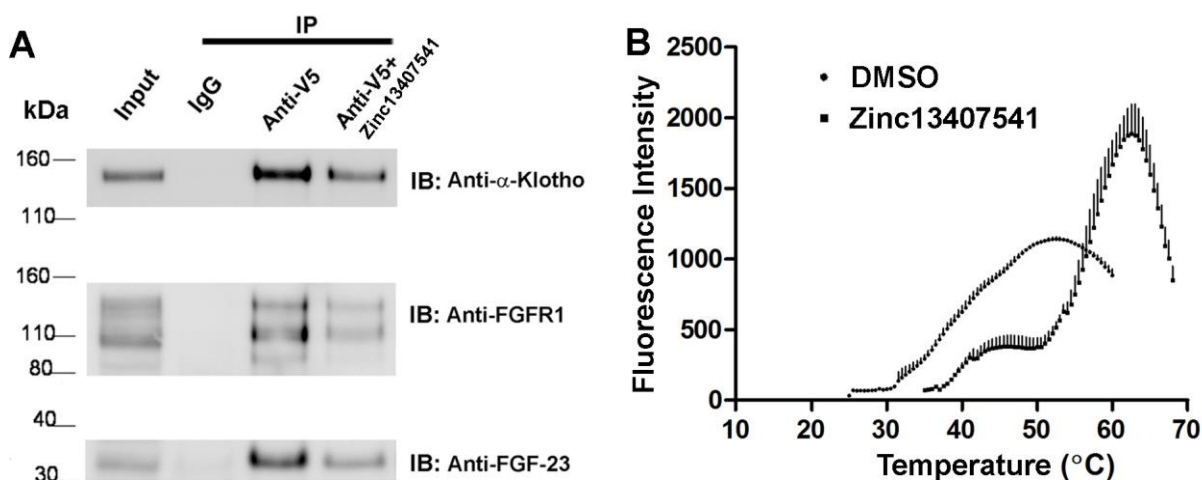 A
IP
kDa
Input
IgG
Anti-V5
Anti-V5+
Zinc13407541
160
110
IB: Anti-α-Klotho
160
110
80
IB: Anti-FGFR1
40
30
IB: Anti-FGF-23
B
DMSO
Zinc13407541
Fluorescence Intensity
2500
2000
1500
1000
500
0
10 20 30 40 50 60 70
Temperature (°C)